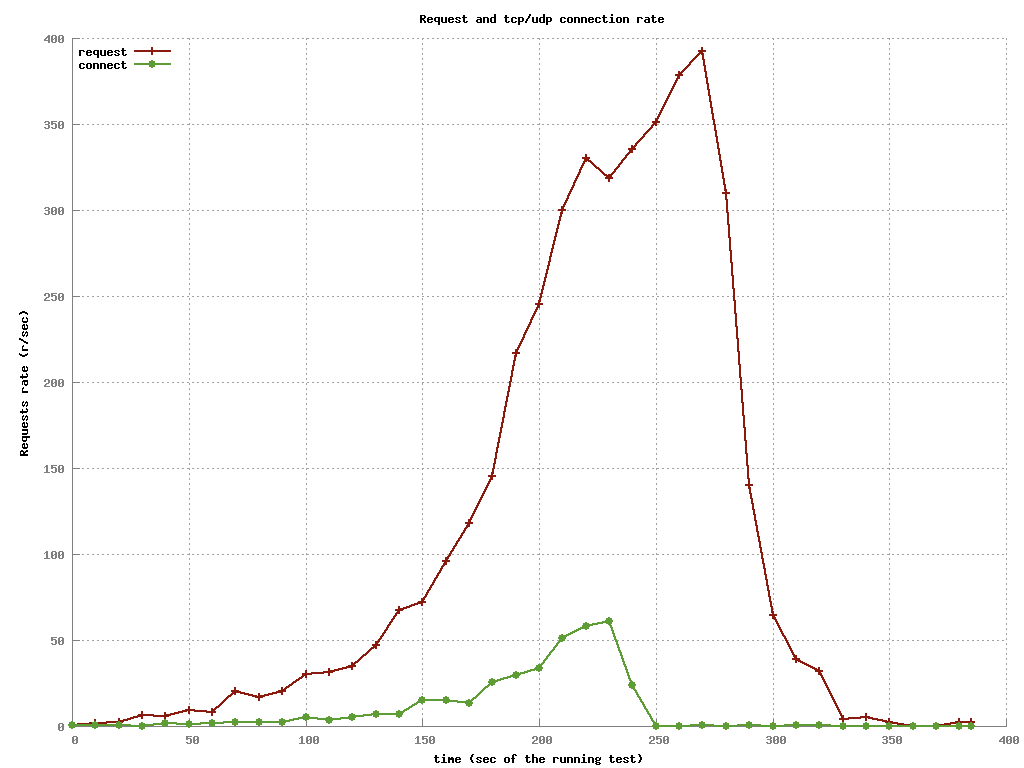 Request and tcp/udp connection rate
request
connect
400
350
300
250
200
150
100
50
0
Requests rate (r/sec)
0 50 100 150 200 250 300 350 400
time (sec of the running test)